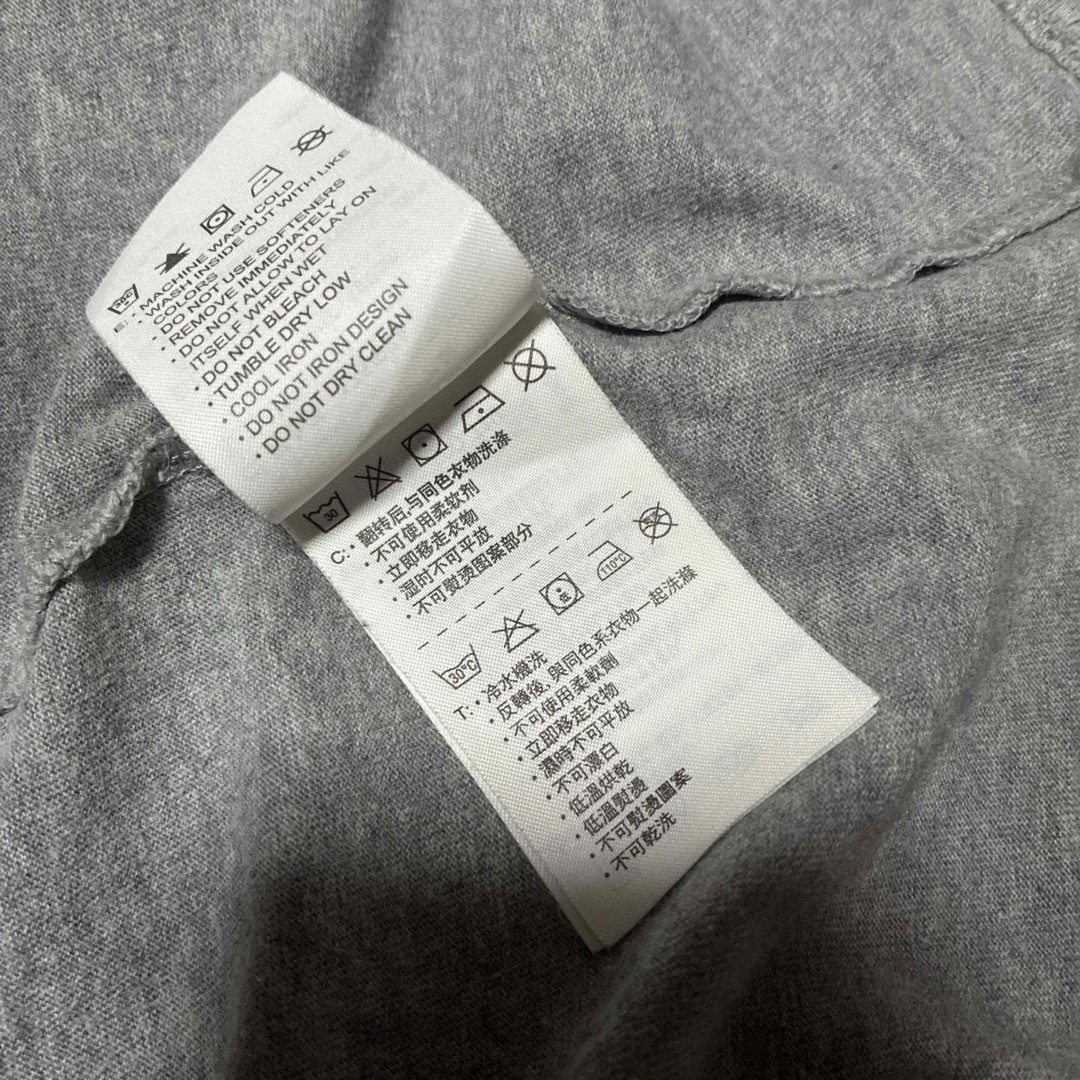 E: · MACHINE WASH COLD
· WASH INSIDE OUT WITH LIKE
COLORS
· DO NOT USE SOFTENERS
· REMOVE IMMEDIATELY
· DO NOT ALLOW TO LAY ON
ITSELF WHEN WET
· DO NOT BLEACH
· TUMBLE DRY LOW
· COOL IRON
· DO NOT IRON DESIGN
· DO NOT DRY CLEAN
30
C: · 翻转后,与同色衣物洗涤
· 不可使用柔软剂
· 立即移走衣物
· 湿时不可平放
· 不可熨烫图案部分
30°C 低 110°C
T: · 冷水機洗
· 反轉後, 與同色系衣物一起洗滌
· 不可使用柔軟劑
· 立即移走衣物
· 濕時不可平放
· 不可漂白
· 低溫烘乾
· 低溫熨燙
· 不可熨燙圖案
· 不可乾洗